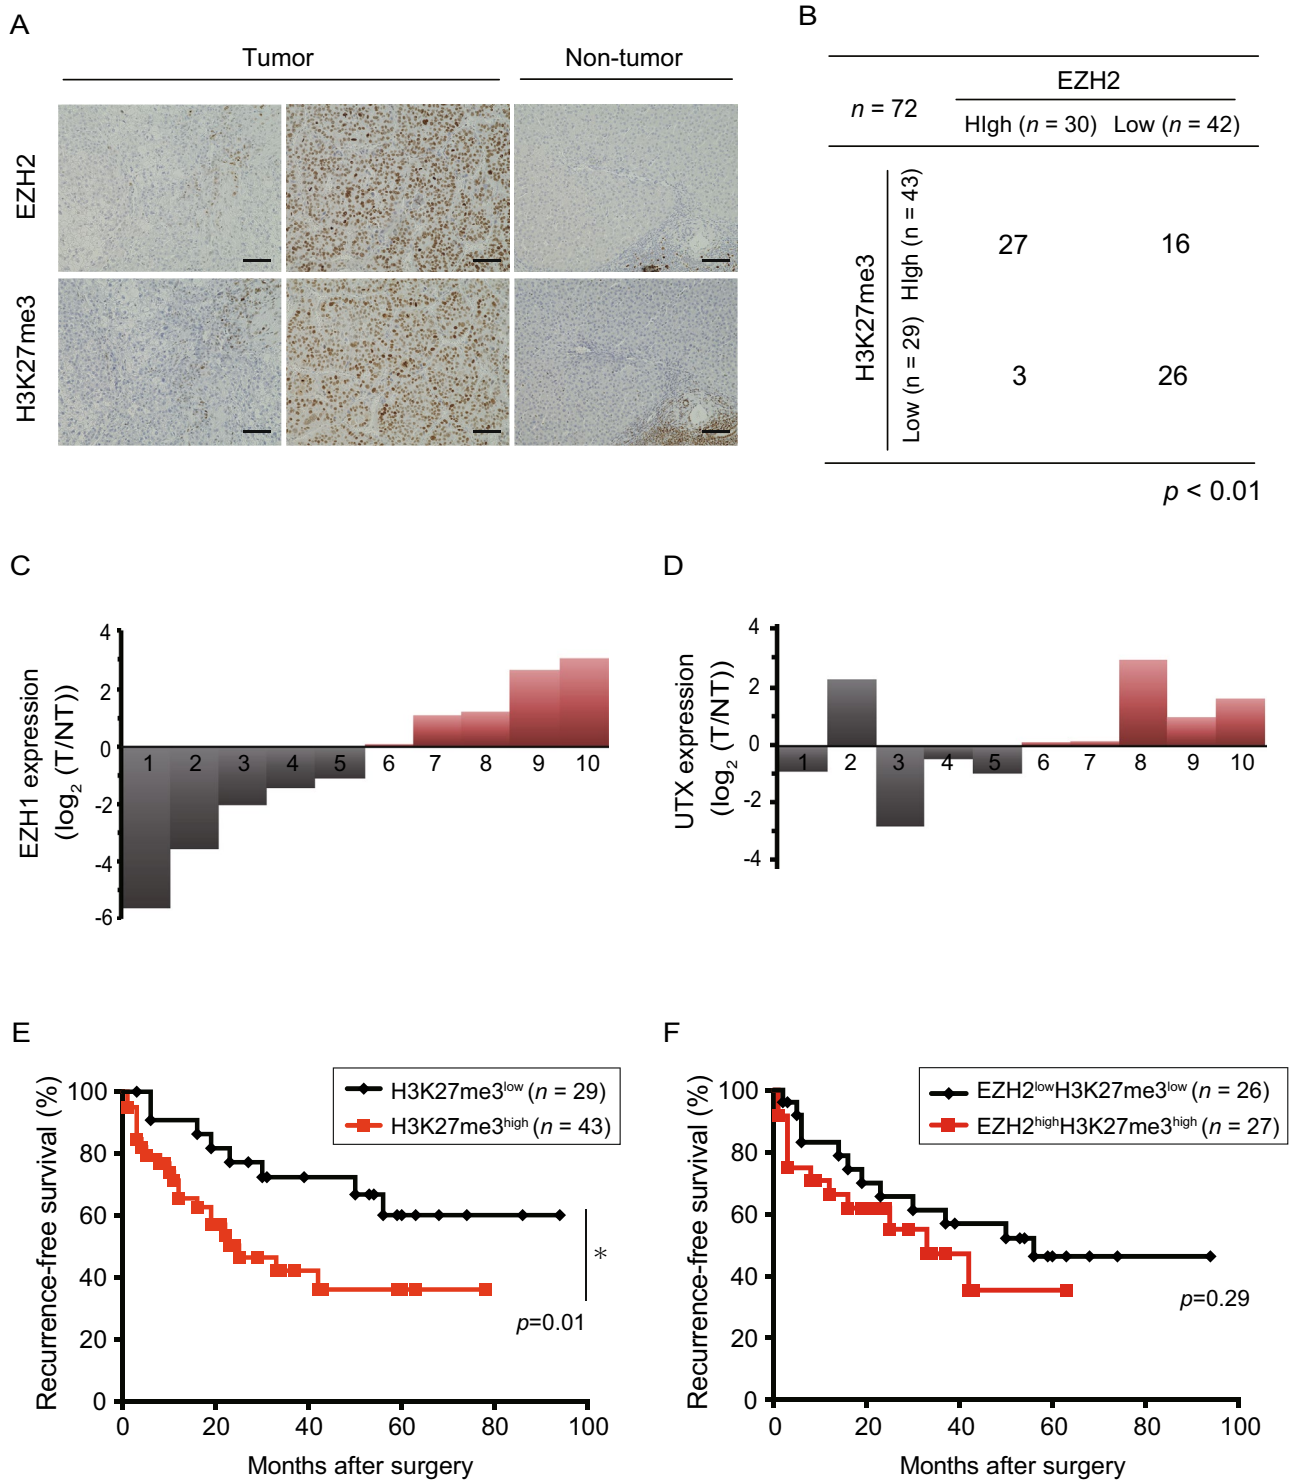 A
Tumor
Non-tumor
EZH2
H3K27me3
B
EZH2
n = 72
HIgh (n = 30) Low (n = 42)
H3K27me3
HIgh (n = 43)
27 16
Low (n = 29)
3 26
p < 0.01
C
EZH1 expression
(log2 (T/NT))
4
2
0
-2
-4
-6
1 2 3 4 5 6 7 8 9 10
D
UTX expression
(log2 (T/NT))
4
2
0
-2
-4
1 2 3 4 5 6 7 8 9 10
E
Recurrence-free survival (%)
100
80
60
40
20
0
H3K27me3low (n = 29)
H3K27me3high (n = 43)
*
p=0.01
0 20 40 60 80 100
Months after surgery
F
Recurrence-free survival (%)
100
80
60
40
20
0
EZH2lowH3K27me3low (n = 26)
EZH2highH3K27me3high (n = 27)
p=0.29
0 20 40 60 80 100
Months after surgery